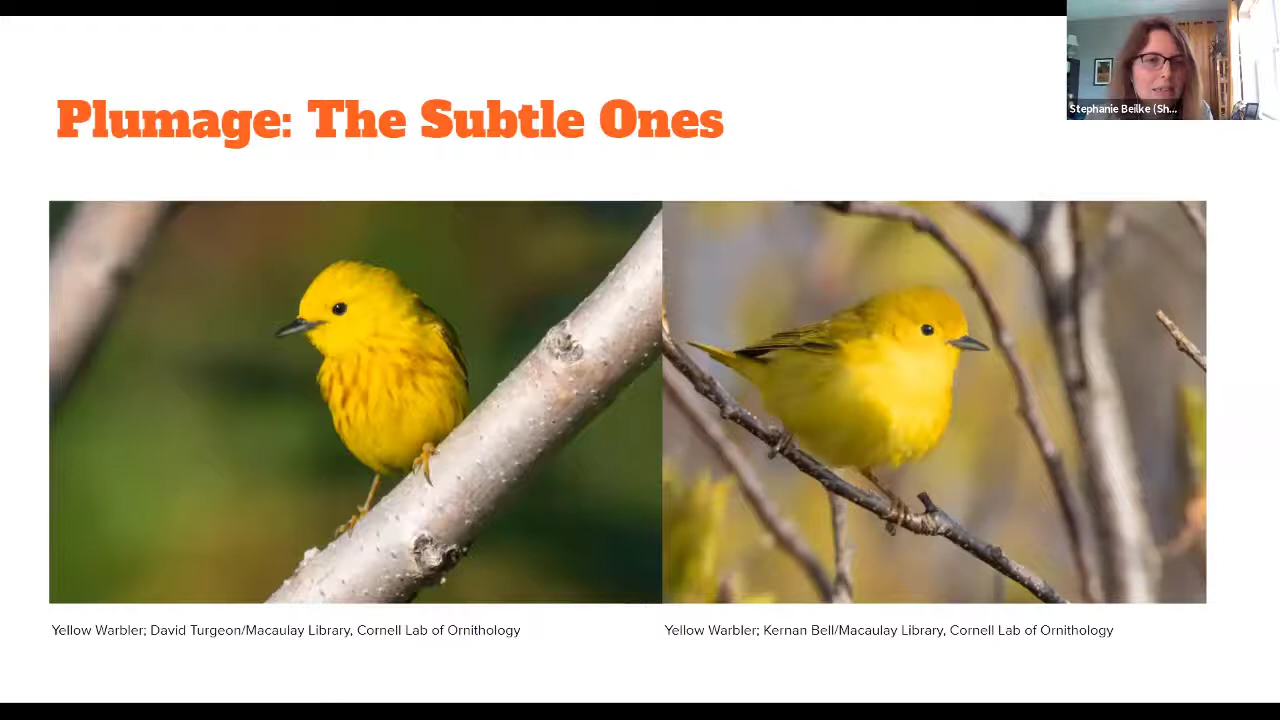 Plumage: The Subtle Ones
Stephanie Beilke (Sh...
Yellow Warbler; David Turgeon/Macaulay Library, Cornell Lab of Ornithology
Yellow Warbler; Kernan Bell/Macaulay Library, Cornell Lab of Ornithology